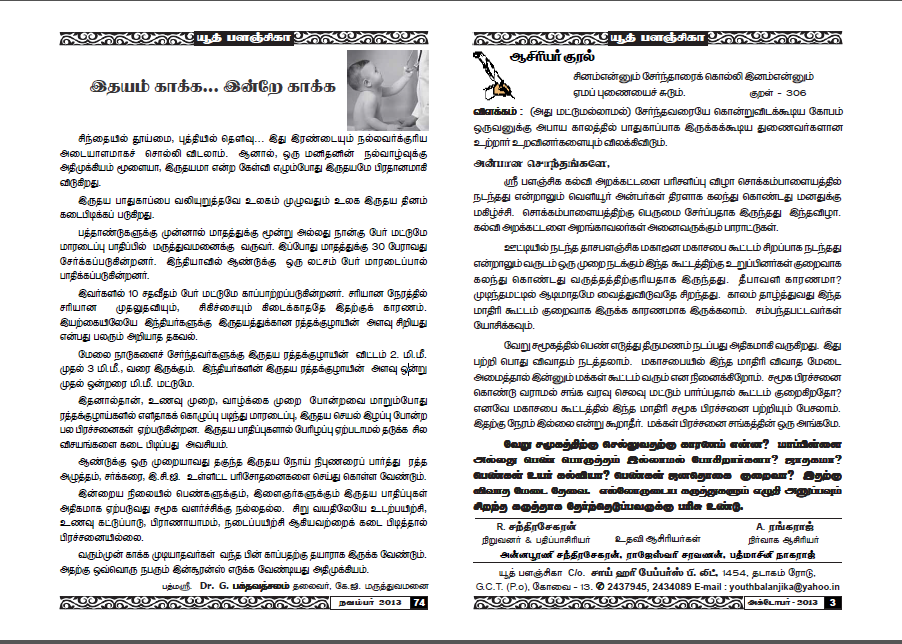 யூத் பளஞ்சிகா
இதயம் காக்க... இன்றே காக்க
சிந்தையில் தூய்மை, புத்தியில் தெளிவு... இது இரண்டையும் நல்லவர்க்குரிய
அடையாளமாகச் சொல்லி விடலாம். ஆனால், ஒரு மனிதனின் நல்வாழ்வுக்கு
அதிமுக்கியம் மூளையா, இதயமா என்ற கேள்வி எழும்போது இதயமே பிரதானமாகி
விடுகிறது.
இருதய பாதுகாப்பை வலியுறுத்தவே உலகம் முழுவதும் உலக இருதய தினம்
கடைபிடிக்கப் படுகிறது.
பத்தாண்டுகளுக்கு முன்னால் மாதத்துக்கு மூன்று அல்லது நான்கு பேர் மட்டுமே
மாரடைப்பு பாதிப்பில் மருத்துவமனைக்கு வருவர். இப்போது மாதத்துக்கு 30 பேராவது
சேர்க்கப்படுகின்றனர். இந்தியாவில் ஆண்டுக்கு ஒரு லட்சம் பேர் மாரடைப்பால்
பாதிக்கப்படுகின்றனர்.
இவர்களில் 10 சதவீதம் பேர் மட்டுமே காப்பாற்றப்படுகின்றனர். சரியான நேரத்தில்
சரியான முதலுதவியும், சிகிச்சையும் கிடைக்காததே இதற்குக் காரணம்.
இயற்கையிலேயே இந்தியர்களுக்கு இருதயத்துக்கான ரத்தக்குழாயின் அளவு சிறியது
என்பது பலரும் அறியாத தகவல்.
மேலை நாடுகளைச் சேர்ந்தவர்களுக்கு இருதய ரத்தக்குழாயின் விட்டம் 2. மி.மீ.
முதல் 3 மி.மீ., வரை இருக்கும். இந்தியர்களின் இருதய ரத்தக்குழாயின் அளவு ஒன்று
முதல் ஒன்றரை மி.மீ. மட்டுமே.
இதனால்தான், உணவு முறை, வாழ்க்கை முறை போன்றவை மாறும்போது
ரத்தக்குழாய்களில் எளிதாகக் கொழுப்பு படிந்து மாரடைப்பு, இருதய செயல் இழப்பு போன்ற
பல பிரச்சனைகள் ஏற்படுகின்றன. இருதய பாதிப்புகளால் பேரிழப்பு ஏற்படாமல் தடுக்க சில
விசயங்களை கடை பிடிப்பது அவசியம்.
ஆண்டுக்கு ஒரு முறையாவது தகுந்த இருதய நோய் நிபுணரைப் பார்த்து ரத்த
அழுத்தம், சர்க்கரை, இ.சி.ஜி. உள்ளிட்ட பரிசோதனைகளை செய்து கொள்ள வேண்டும்.
இன்றைய நிலையில் பெண்களுக்கும், இளைஞர்களுக்கும் இருதய பாதிப்புகள்
அதிகமாக ஏற்படுவது சமூக வளர்ச்சிக்கு நல்லதல்ல. சிறு வயதிலேயே உடற்பயிற்சி,
உணவு கட்டுப்பாடு, பிராணாயாமம், நடைப்பயிற்சி ஆகியவற்றைக் கடை பிடித்தால்
பிரச்சனையில்லை.
வரும்முன் காக்க முடியாதவர்கள் வந்த பின் காப்பதற்கு தயாராக இருக்க வேண்டும்.
அதற்கு ஒவ்வொரு நபரும் இன்சூரன்ஸ் எடுக்க வேண்டியது அதிமுக்கியம்.
பத்மஸ்ரீ. Dr. G. பக்தவத்சலம் தலைவர், கே.ஜி. மருத்துவமனை
நவம்பர் 2013 74
யூத் பளஞ்சிகா
ஆசிரியர் குரல்
சினம்என்னும் சேர்ந்தாரைக் கொல்லி இனம்என்னும்
ஏமப் புணையைச் சுடும். குறள் - 306
விளக்கம் : (அது மட்டுமல்லாமல்) சேர்ந்தவரையே கொன்றுவிடக்கூடிய கோபம்
ஒருவனுக்கு அபாய காலத்தில் பாதுகாப்பாக இருக்கக்கூடிய துணைவர்களான
உற்றார் உறவினர்களையும் விலக்கிவிடும்.
அன்பான சொந்தங்களே,
ஸ்ரீ பளஞ்சிக கல்வி அறக்கட்டளை பரிசளிப்பு விழா சொக்கம்பாளையத்தில்
நடந்தது என்றாலும் வெளியூர் அன்பர்கள் திரளாக கலந்து கொண்டது மனதுக்கு
மகிழ்ச்சி. சொக்கம்பாளையத்திற்கு பெருமை சேர்ப்பதாக இருந்தது இந்தவிழா.
கல்வி அறக்கட்டளை அறங்காவலர்கள் அனைவருக்கும் பாராட்டுகள்.
ஊட்டியில் நடந்த தாசபளஞ்சிக மகாஜன மகாசபை கூட்டம் சிறப்பாக நடந்தது
என்றாலும் வருடம் ஒரு முறை நடக்கும் இந்த கூட்டத்திற்கு உறுப்பினர்கள் குறைவாக
கலந்து கொண்டது வருத்தத்திற்குரியதாக இருந்தது. தீபாவளி காரணமா?
முடிந்தமட்டில் ஆடிமாதமே வைத்துவிடுவதே சிறந்தது. காலம் தாழ்த்துவது இந்த
மாதிரி கூட்டம் குறைவாக இருக்க காரணமாக இருக்கலாம். சம்பந்தபட்டவர்கள்
யோசிக்கவும்.
வேறு சமூகத்தில் பெண் எடுத்து திருமணம் நடப்பது அதிகமாகி வருகிறது. இது
பற்றி பொது விவாதம் நடத்தலாம். மகாசபையில் இந்த மாதிரி விவாத மேடை
அமைத்தால் இன்னும் மக்கள் கூட்டம் வரும் என நினைக்கிறோம். சமூக பிரச்சனை
கொண்டு வராமல் சங்க வரவு செலவு மட்டும் பார்ப்பதால் கூட்டம் குறைகிறதோ?
எனவே மகாசபை கூட்டத்தில் இந்த மாதிரி சமூக பிரச்சனை பற்றியும் பேசலாம்.
இதற்கு நேரம் இல்லை என்று கூறாதீர். மக்கள் பிரச்சனை சங்கத்தின் ஒரு அங்கமே.
வேறு சமூகத்திற்கு செல்லுவதற்கு காரணம் என்ன? மாப்பிள்ளை
அல்லது பெண் பொருத்தம் இல்லாமல் போகிறார்களா? ஜாதகமா?
பெண்கள் உயர் கல்வியா? பெண்கள் ஜனதொகை குறைவா? இதற்கு
விவாத மேடை தேவை. எல்லோருடைய கருத்துகளும் எழுதி அனுப்பவும்
சிறந்த கருத்தாக தேர்ந்தெடுப்பவருக்கு பரிசு உண்டு.
R. சந்திரசேகரன் A. ரங்கராஜ்
நிறுவனர் & பதிப்பாசிரியர் உதவி ஆசிரியர்கள் நிர்வாக ஆசிரியர்
அன்னபூரணி சந்திரசேகரன், ராஜேஸ்வரி சரவணன், பத்மாசினி நாகராஜ்
யூத் பளஞ்சிகா C/o. சாய் ஹரி பேப்பர்ஸ் பி. லிட், 1454, தடாகம் ரோடு,
G.C.T. (P.o), கோவை - 13. ✆ 2437945, 2434089 E-mail : youthbalanjika@yahoo.in
அக்டோபர் - 2013 3